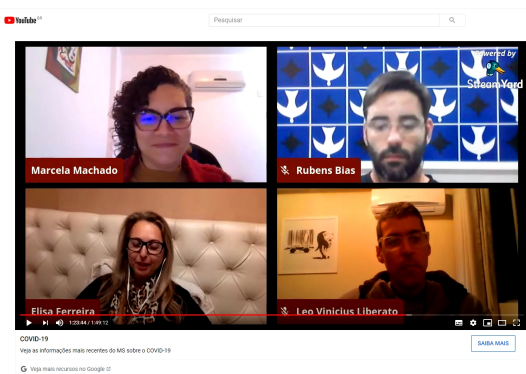 YouTube BR
Pesquisar
Powered by
StreamYard
Marcela Machado
Rubens Bias
Elisa Ferreira
Leo Vinicius Liberato
1:23:44 / 1:49:12
COVID-19
Veja as informações mais recentes do MS sobre o COVID-19
SAIBA MAIS
G Veja mais recursos no Google